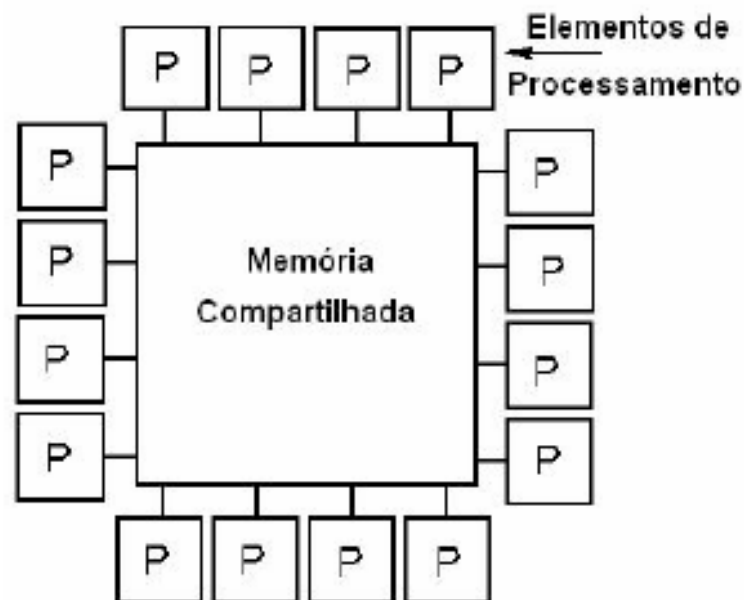 Elementos de
Processamento
P P P P
P P
P P
P P
P P
Memória
Compartilhada
P P P P